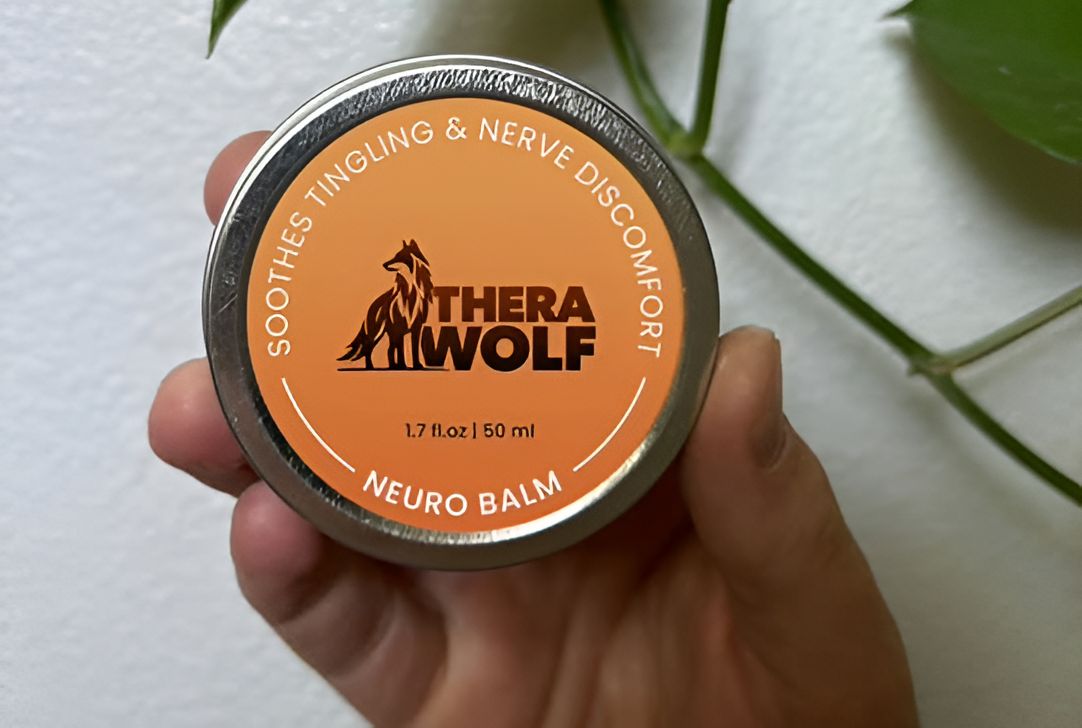 SOOTHES TINGLING & NERVE DISCOMFORT
THERA
WOLF
1.7 fl.oz | 50 ml
NEURO BALM